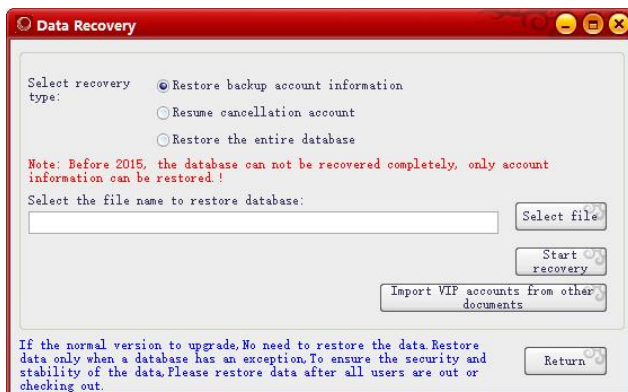 Data Recovery
Select recovery
type:
Restore backup account information
Resume cancellation account
Restore the entire database
Note: Before 2015, the database can not be recovered completely, only account
information can be restored.!
Select the file name to restore database:
Select file
Start
recovery
Import VIP accounts from other
documents
If the normal version to upgrade,No need to restore the data.Restore
data only when a database has an exception,To ensure the security and
stability of the data,Please restore data after all users are out or
checking out.
Return